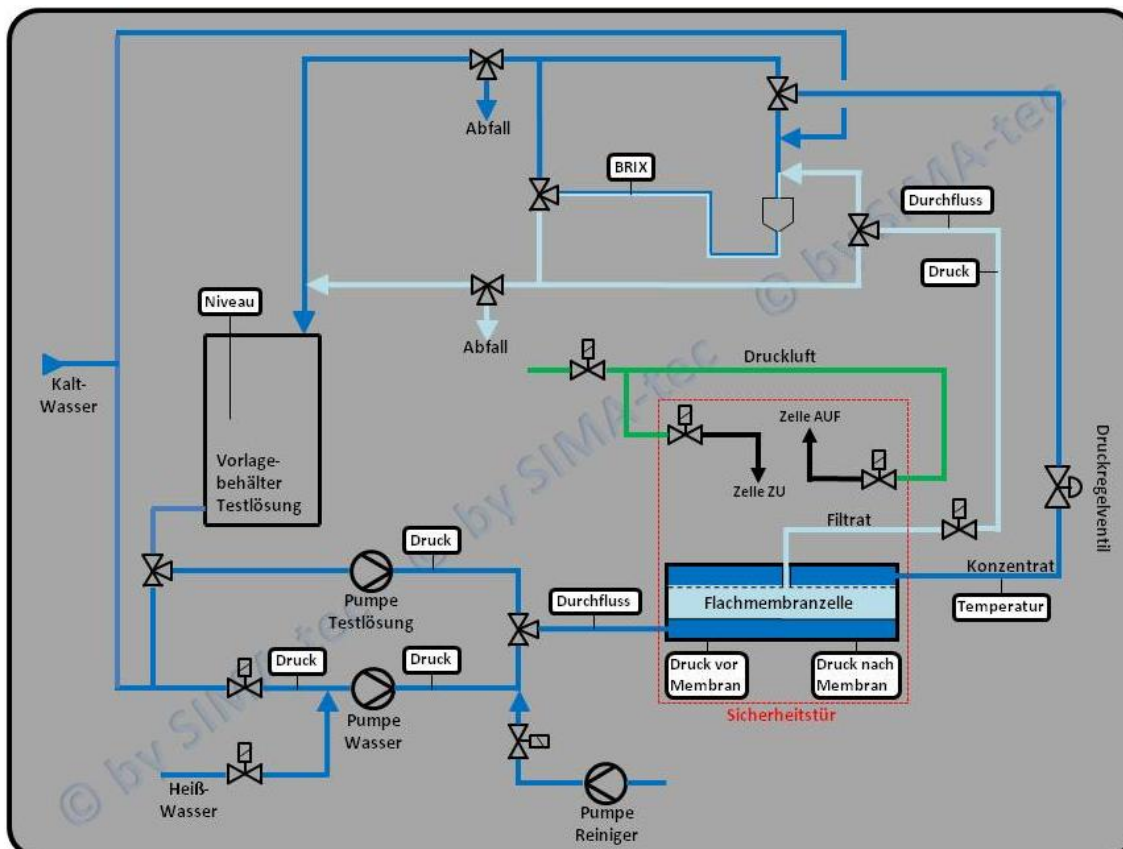 Abfall
BRIX
Durchfluss
Druck
Niveau
Abfall
Druckluft
Kalt-
Wasser
Zelle AUF
Zelle ZU
Vorlage-
behälter
Testlösung
Druckregelventil
Filtrat
Druck
Pumpe
Testlösung
Konzentrat
Durchfluss
Flachmembranzelle
Temperatur
Druck
Druck
Druck vor
Membran
Druck nach
Membran
Sicherheitstür
Pumpe
Wasser
Heiß-
Wasser
Pumpe
Reiniger
© by SIMA-tec
© by SIMA-tec
© by SIMA-tec